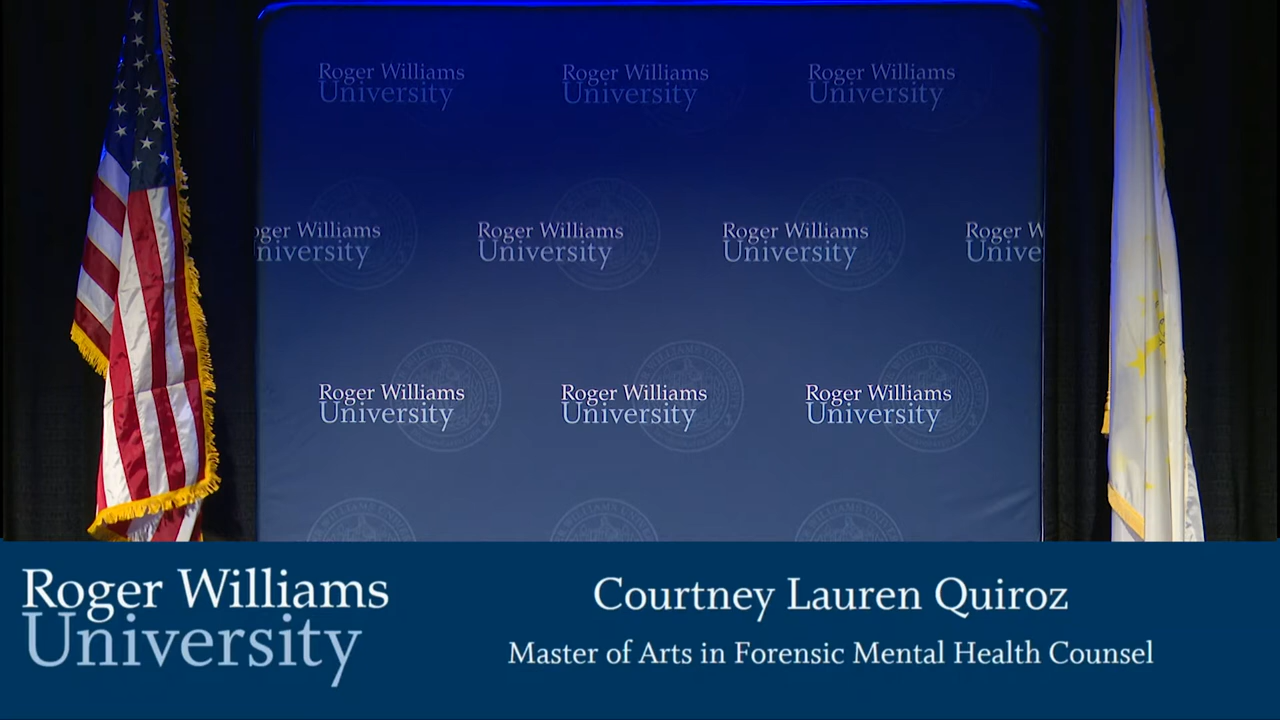 Roger Williams Roger Williams Roger Williams
University University University
Roger Williams Roger Williams
University University
Roger Williams Roger Williams Roger Williams
University University University
Roger Williams
University
Courtney Lauren Quiroz
Master of Arts in Forensic Mental Health Counsel